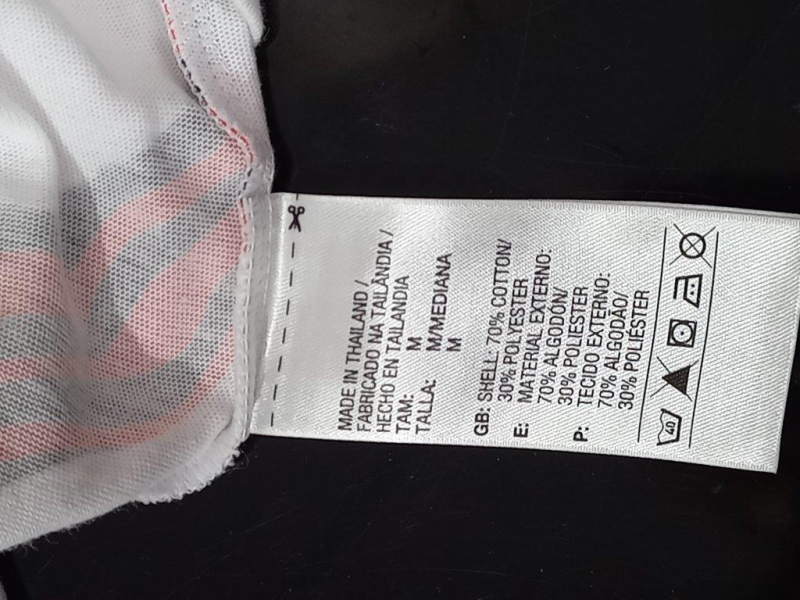 MADE IN THAILAND /
FABRICADO NA TAILÂNDIA /
HECHO EN TAILANDIA
TAM: M
TALLA: M/MEDIANA
M
GB: SHELL: 70% COTTON/
30% POLYESTER
E: MATERIAL EXTERNO:
70% ALGODÓN/
30% POLIESTER
P: TECIDO EXTERNO:
70% ALGODÃO/
30% POLIÉSTER
40